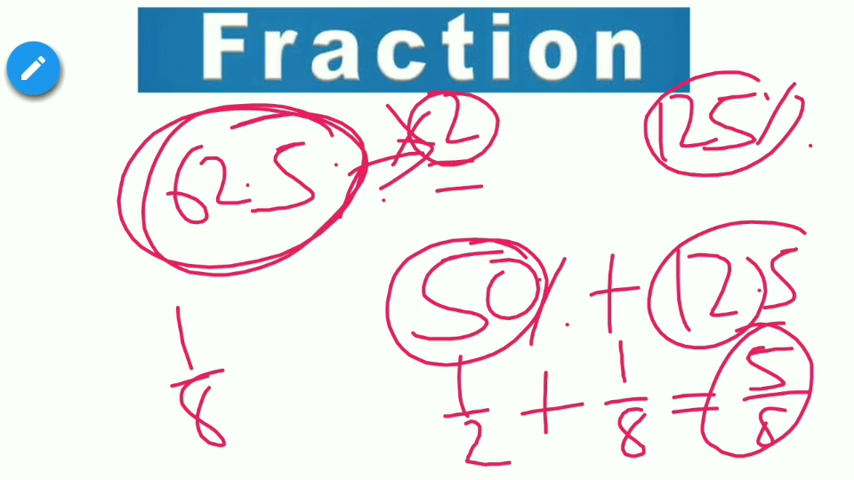 Fraction
62.5 × 2 125%
50% + 12.5
1/8
1/2 + 1/8 = 5/8